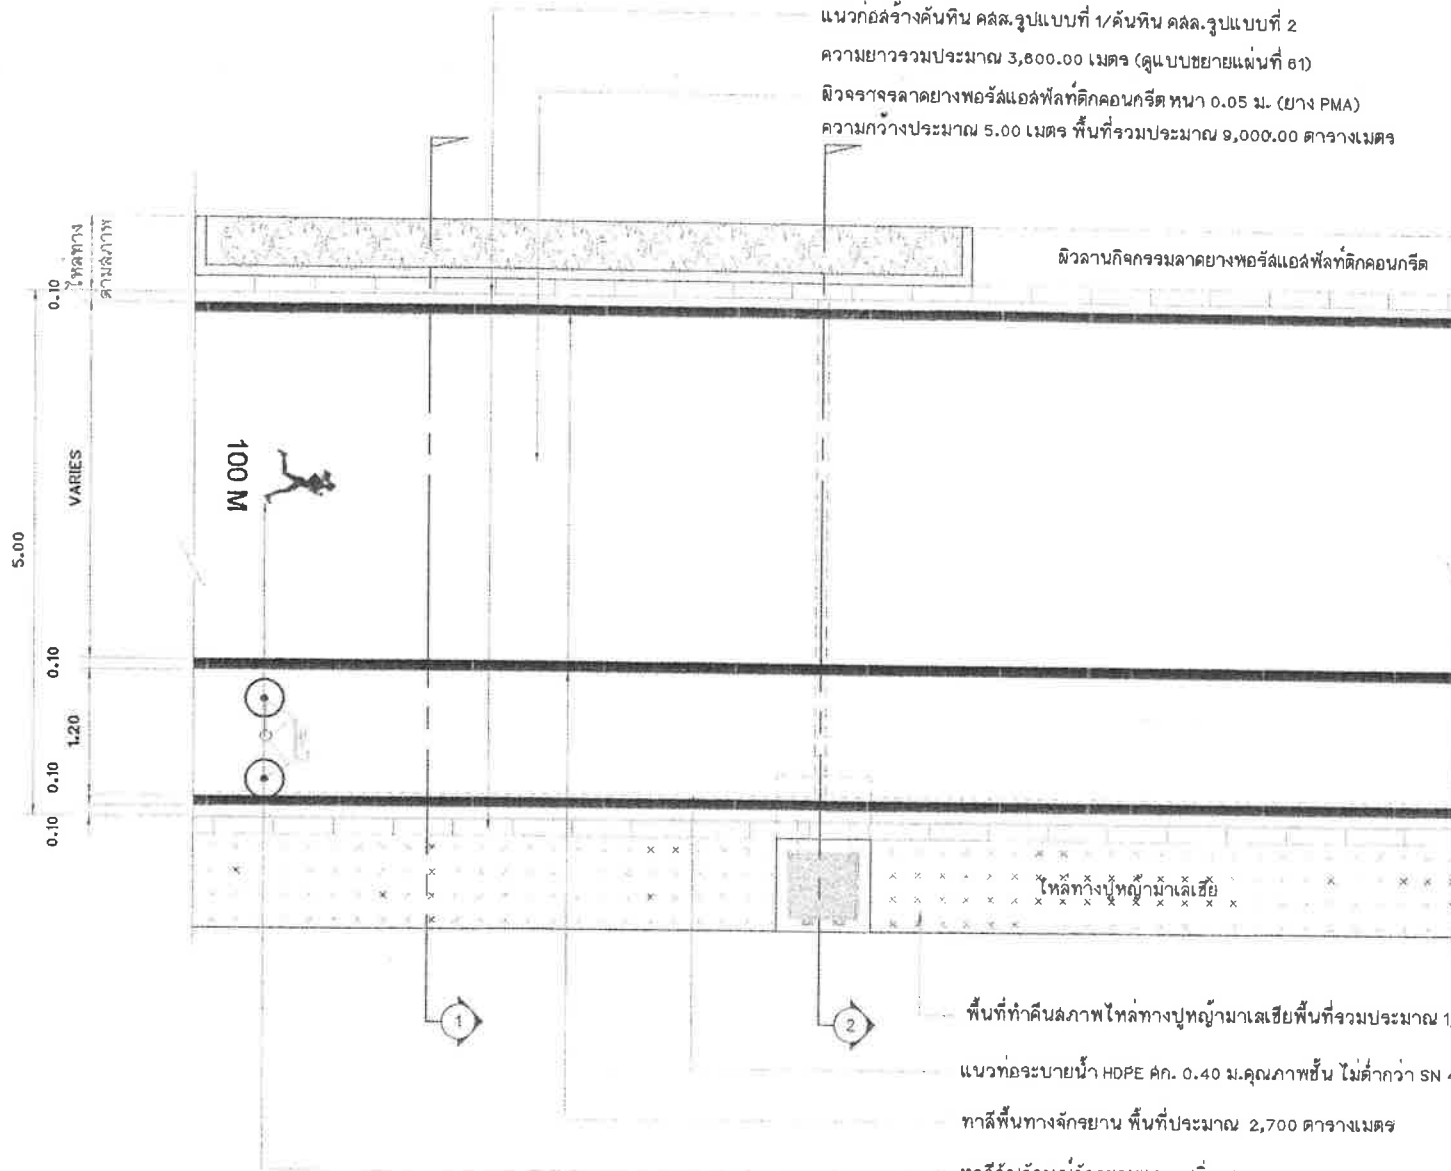 แนวก่อสร้างคันหิน คสล.รูปแบบที่ 1/คันหิน คสล.รูปแบบที่ 2
ความยาวรวมประมาณ 3,600.00 เมตร (ดูแบบขยายแผ่นที่ 61)
ผิวจราจรลาดยางพอรัสแอสฟัลท์ติกคอนกรีต หนา 0.05 ม. (ยาง PMA)
ความกว้างประมาณ 5.00 เมตร พื้นที่รวมประมาณ 9,000.00 ตารางเมตร
ไหล่ทาง
ตามสภาพ
ผิวลานกิจกรรมลาดยางพอรัสแอสฟัลท์ติกคอนกรีต
0.10
VARIES
100 M
5.00
0.10
1.20
0.10
0.10
ไหล่ทางปูหญ้ามาเลเซีย
1
2
พื้นที่ทำคืนสภาพไหล่ทางปูหญ้ามาเลเซียพื้นที่รวมประมาณ 1,
แนวท่อระบายน้ำ HDPE ศก. 0.40 ม.คุณภาพชั้น ไม่ต่ำกว่า SN 4
ทาสีพื้นทางจักรยาน พื้นที่ประมาณ 2,700 ตารางเมตร